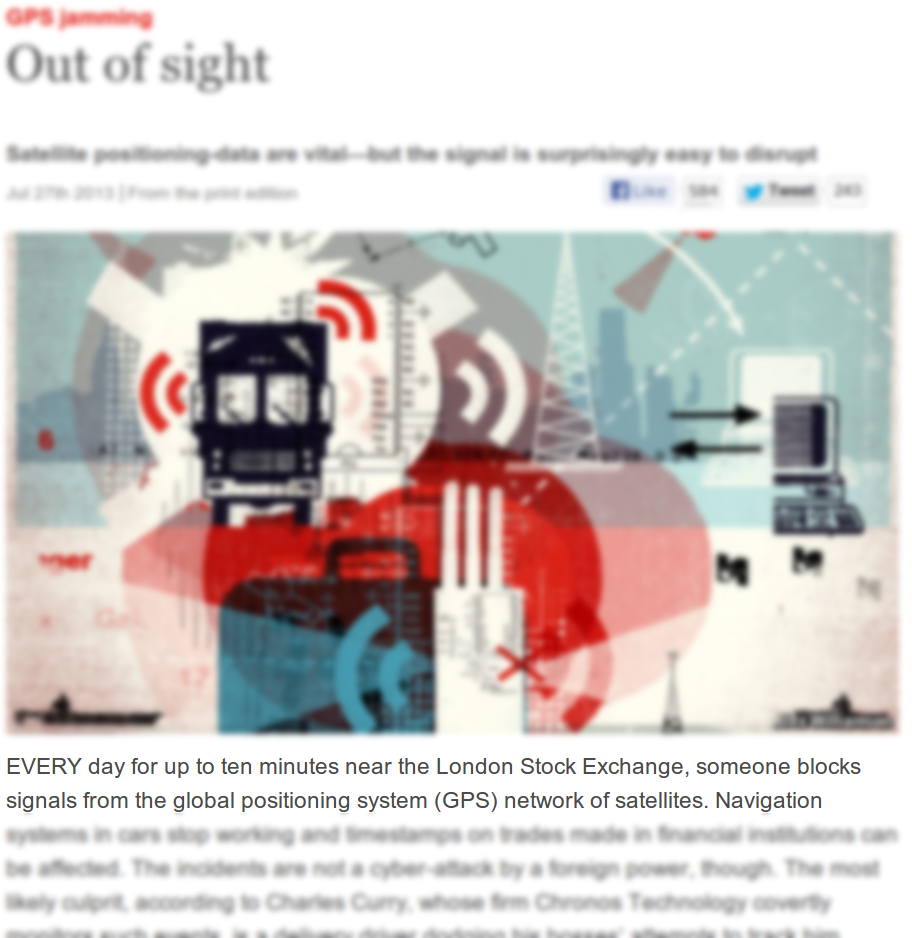 GPS jamming
Out of sight
Satellite positioning-data are vital—but the signal is surprisingly easy to disrupt
Jul 27th 2013 | From the print edition
Like 584 Tweet 243
EVERY day for up to ten minutes near the London Stock Exchange, someone blocks
signals from the global positioning system (GPS) network of satellites. Navigation
systems in cars stop working and timestamps on trades made in financial institutions can
be affected. The incidents are not a cyber-attack by a foreign power, though. The most
likely culprit, according to Charles Curry, whose firm Chronos Technology covertly
monitors such events, is a delivery driver dodging his bosses' attempts to track him.